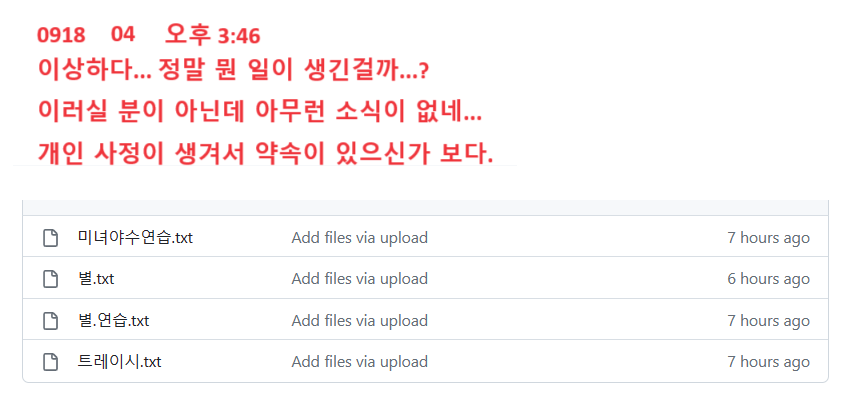 0918 04 오후 3:46
이상하다... 정말 뭔 일이 생긴걸까...?
이러실 분이 아닌데 아무런 소식이 없네...
개인 사정이 생겨서 약속이 있으신가 보다.
미녀야수연습.txt Add files via upload 7 hours ago
별.txt Add files via upload 6 hours ago
별.연습.txt Add files via upload 7 hours ago
트레이시.txt Add files via upload 7 hours ago